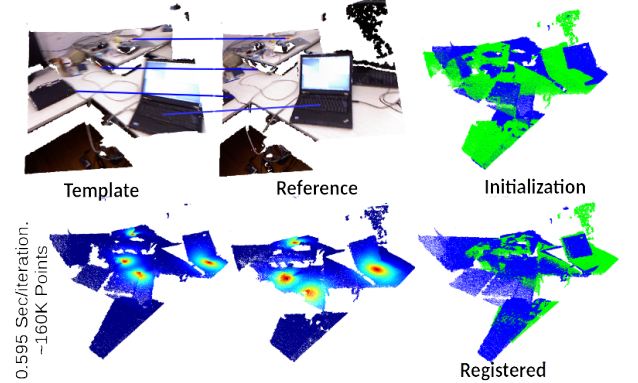 Template
Reference
Initialization
0.595 Sec/iteration.
~160K Points
Registered